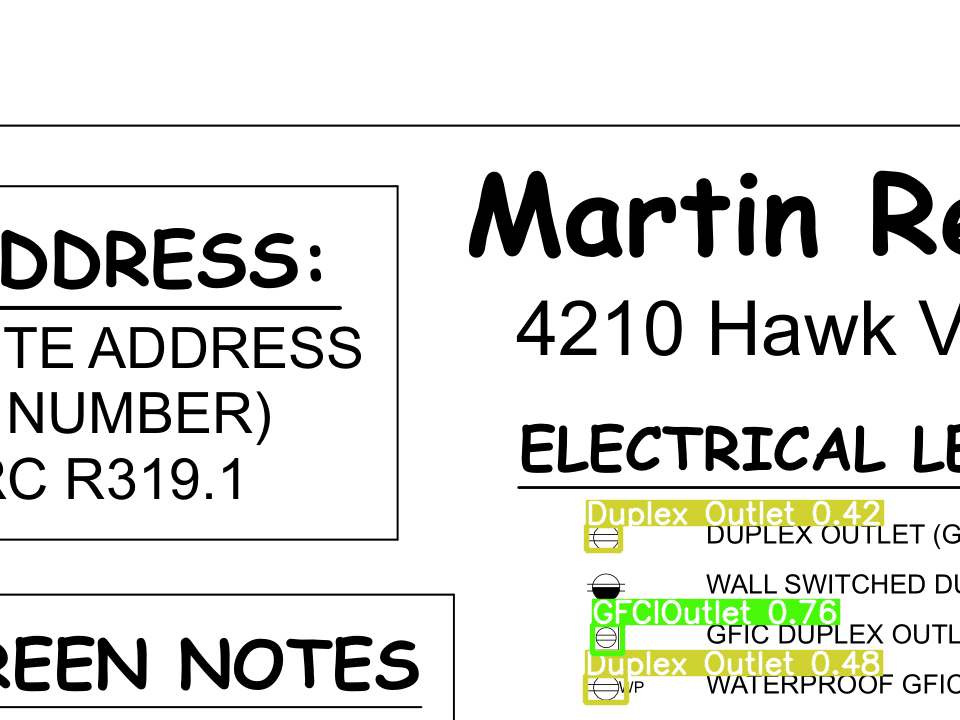 DDRESS:
TE ADDRESS
NUMBER)
RC R319.1
REEN NOTES
Martin Re
4210 Hawk V
ELECTRICAL LE
Duplex Outlet 0.42
DUPLEX OUTLET (G
WALL SWITCHED DU
GFCIOutlet 0.76
GFIC DUPLEX OUTL
Duplex Outlet 0.48
WP WATERPROOF GFIC